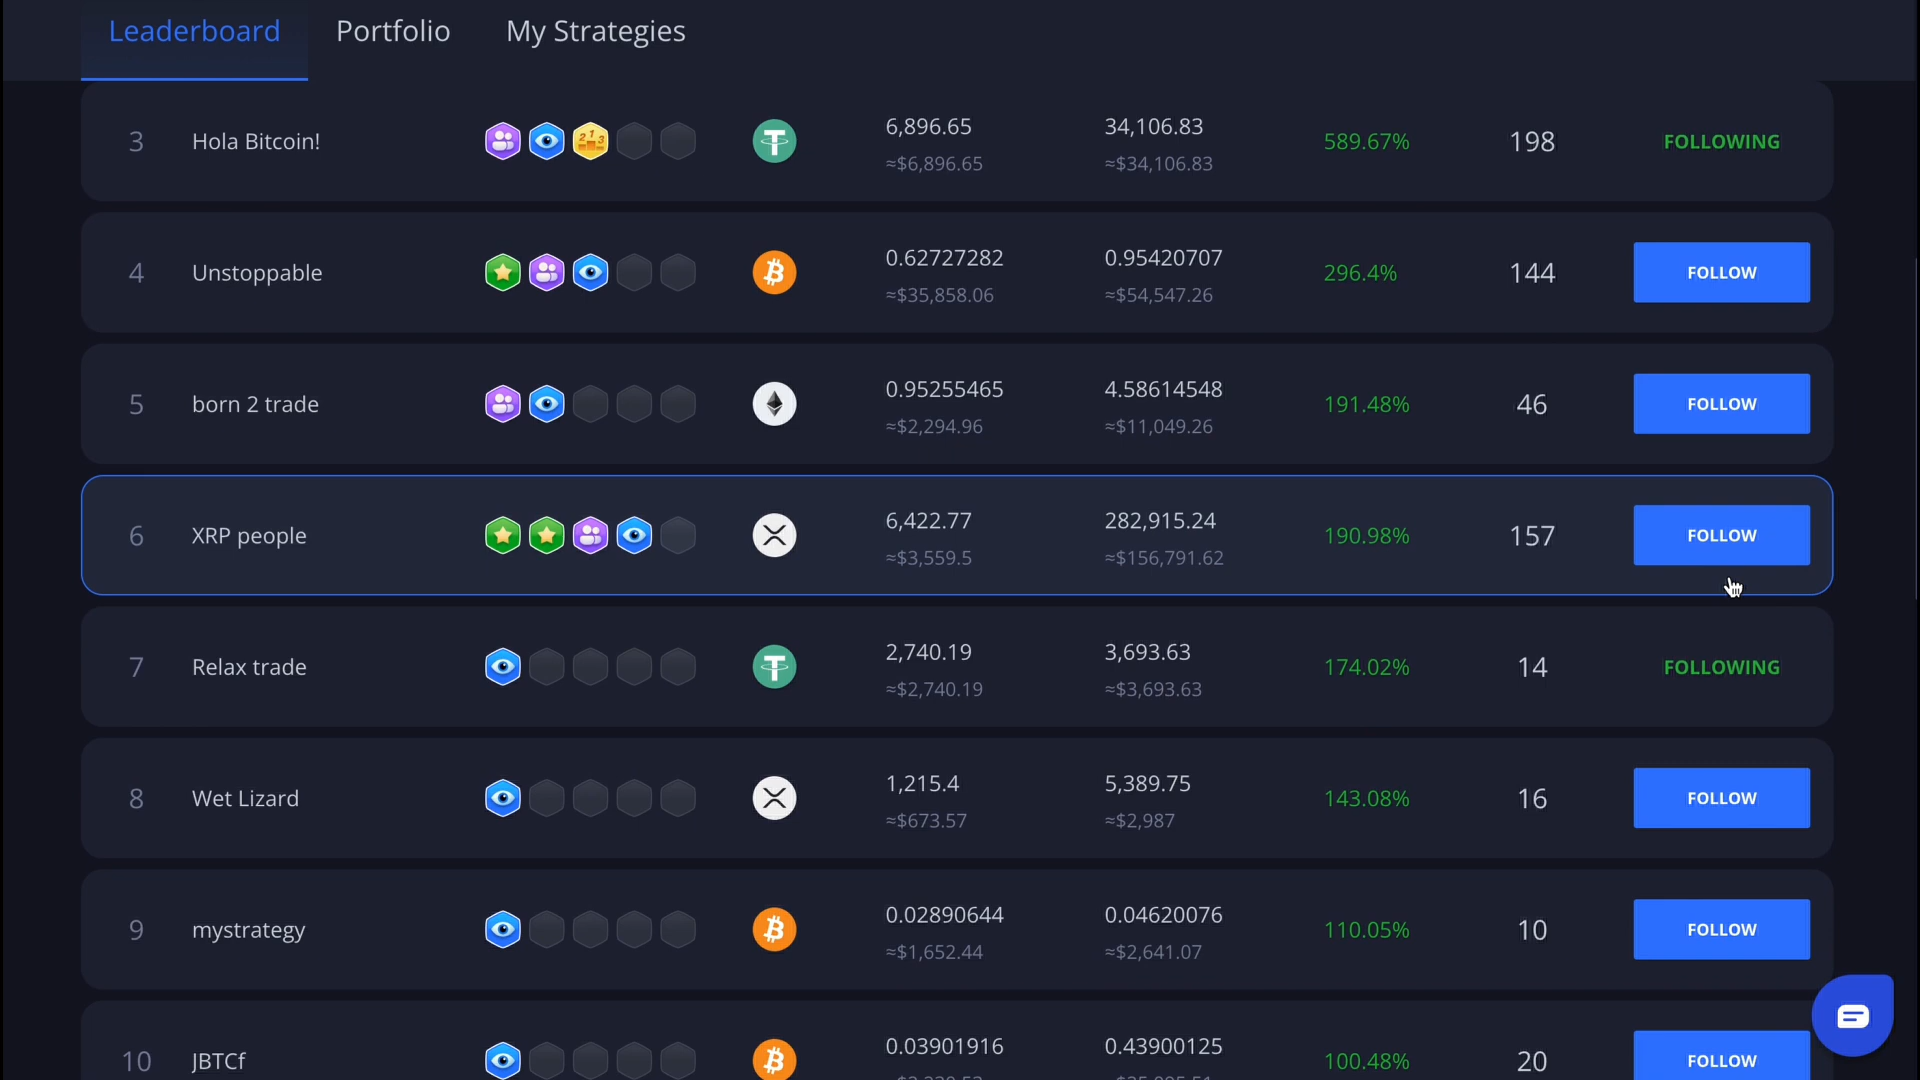 Leaderboard Portfolio My Strategies
3 Hola Bitcoin! 6,896.65 34,106.83 589.67% 198 FOLLOWING
≈$6,896.65 ≈$34,106.83
4 Unstoppable 0.62727282 0.95420707 296.4% 144 FOLLOW
≈$35,858.06 ≈$54,547.26
5 born 2 trade 0.95255465 4.58614548 191.48% 46 FOLLOW
≈$2,294.96 ≈$11,049.26
6 XRP people 6,422.77 282,915.24 190.98% 157 FOLLOW
≈$3,559.5 ≈$156,791.62
7 Relax trade 2,740.19 3,693.63 174.02% 14 FOLLOWING
≈$2,740.19 ≈$3,693.63
8 Wet Lizard 1,215.4 5,389.75 143.08% 16 FOLLOW
≈$673.57 ≈$2,987
9 mystrategy 0.02890644 0.04620076 110.05% 10 FOLLOW
≈$1,652.44 ≈$2,641.07
10 JBTCf 0.03901916 0.43900125 100.48% 20 FOLLOW